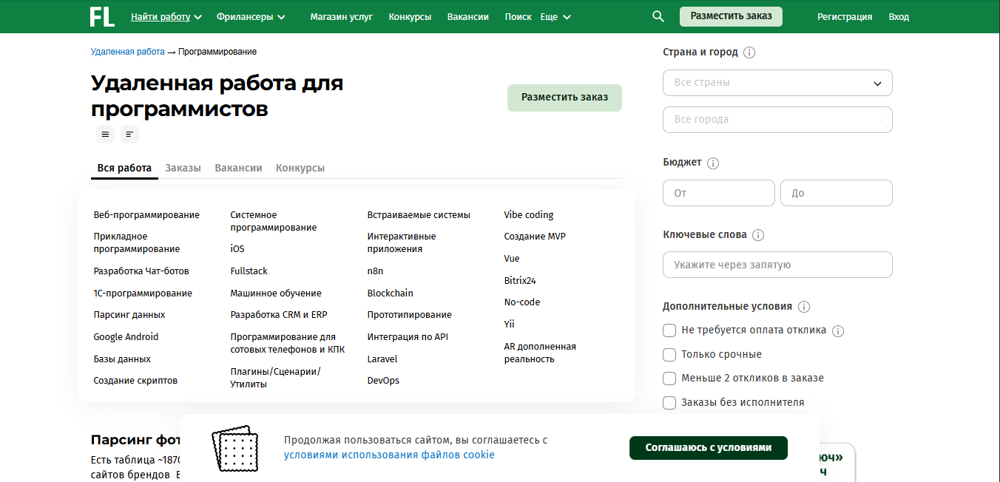 FL Найти работу Фрилансеры Магазин услуг Конкурсы Вакансии Поиск Еще Разместить заказ Регистрация Вход
Удаленная работа → Программирование
Удаленная работа для
программистов
Разместить заказ
Вся работа Заказы Вакансии Конкурсы
Веб-программирование
Прикладное
программирование
Разработка Чат-ботов
1С-программирование
Парсинг данных
Google Android
Базы данных
Создание скриптов
Системное
программирование
iOS
Fullstack
Машинное обучение
Разработка CRM и ERP
Программирование для
сотовых телефонов и КПК
Плагины/Сценарии/
Утилиты
Встраиваемые системы
Интерактивные
приложения
n8n
Blockchain
Прототипирование
Интеграция по API
Laravel
DevOps
Vibe coding
Создание MVP
Vue
Bitrix24
No-code
Yii
AR дополненная
реальность
Парсинг фот
Есть таблица ~1870
сайтов брендов В
Страна и город
Все страны
Все города
Бюджет
От До
Ключевые слова
Укажите через запятую
Дополнительные условия
Не требуется оплата отклика
Только срочные
Меньше 2 откликов в заказе
Заказы без исполнителя
Продолжая пользоваться сайтом, вы соглашаетесь с
условиями использования файлов cookie
Соглашаюсь с условиями
юч»
ч